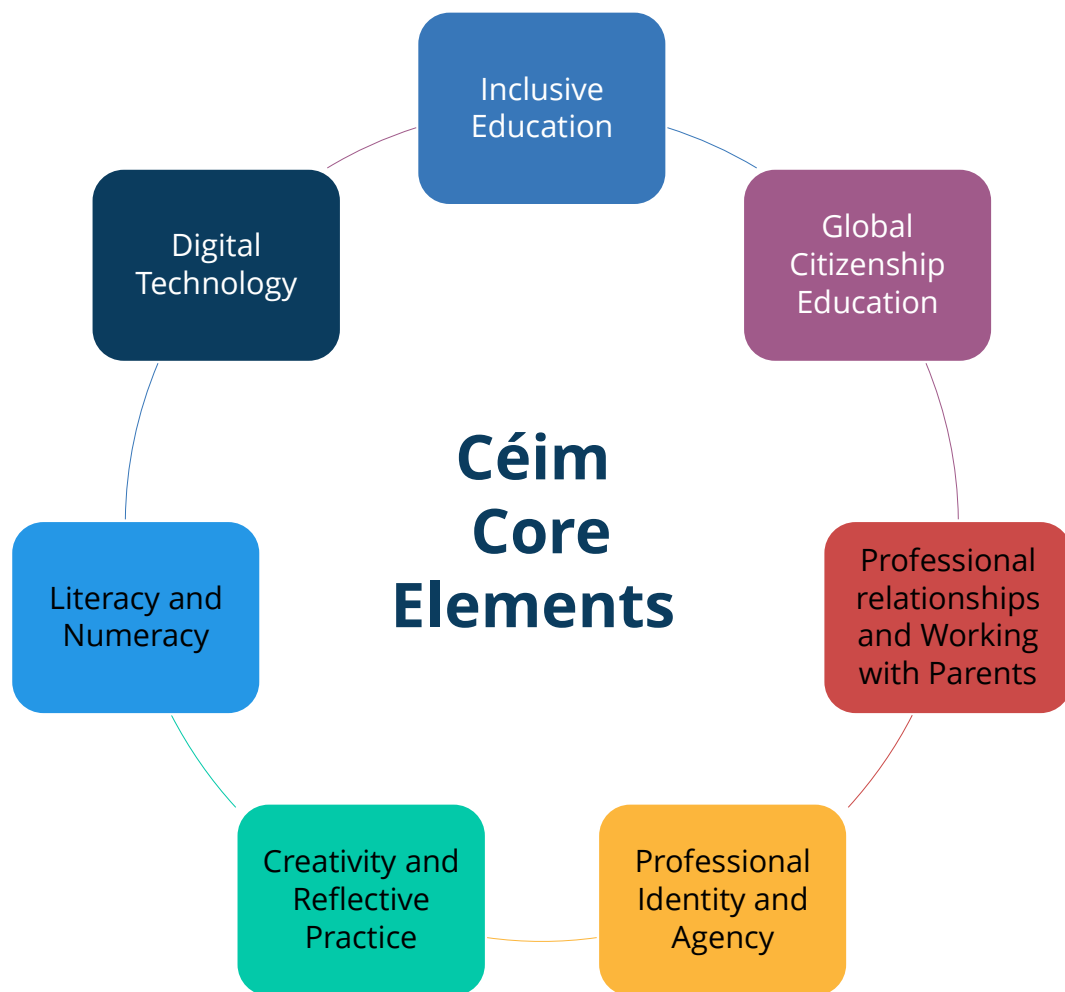 Inclusive
Education
Global
Citizenship
Education
Professional
relationships
and Working
with Parents
Professional
Identity and
Agency
Creativity and
Reflective
Practice
Literacy and
Numeracy
Digital
Technology
Céim
Core
Elements